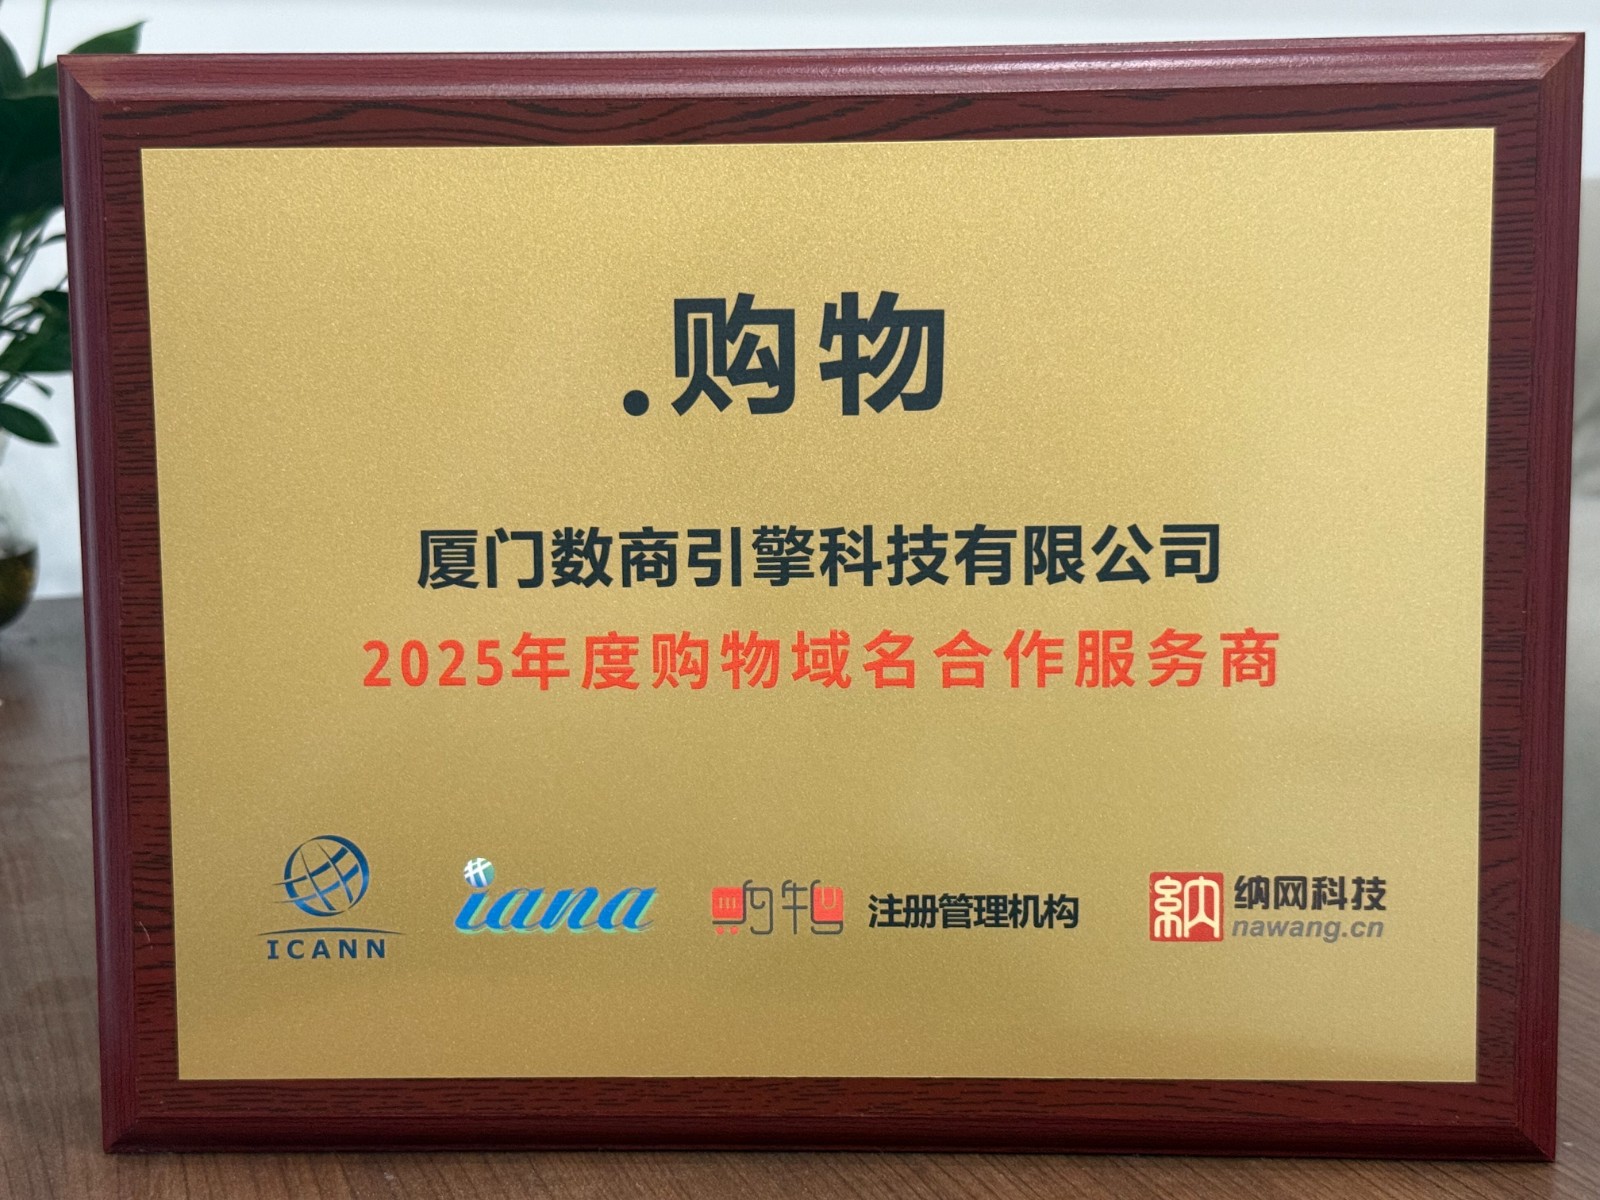 .购物
厦门数商引擎科技有限公司
2025年度购物域名合作服务商
ICANN
iana
购物 注册管理机构
納 纳网科技
nawang.cn